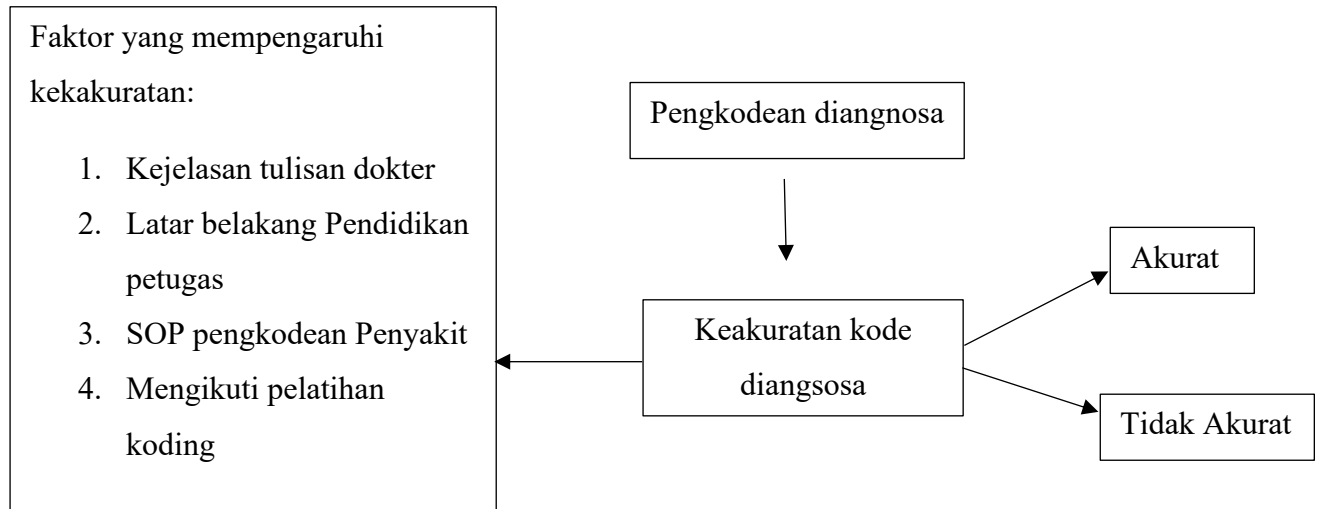 Faktor yang mempengaruhi
kekakuratan:
1. Kejelasan tulisan dokter
2. Latar belakang Pendidikan
petugas
3. SOP pengkodean Penyakit
4. Mengikuti pelatihan
koding
Pengkodean diangnosa
Keakuratan kode
diangsosa
Akurat
Tidak Akurat